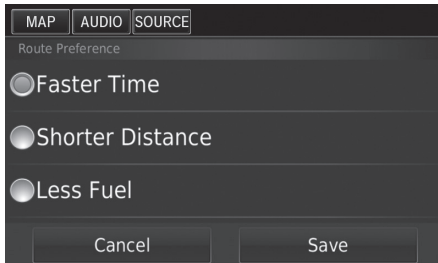 MAP AUDIO SOURCE
Route Preference
Faster Time
Shorter Distance
Less Fuel
Cancel Save